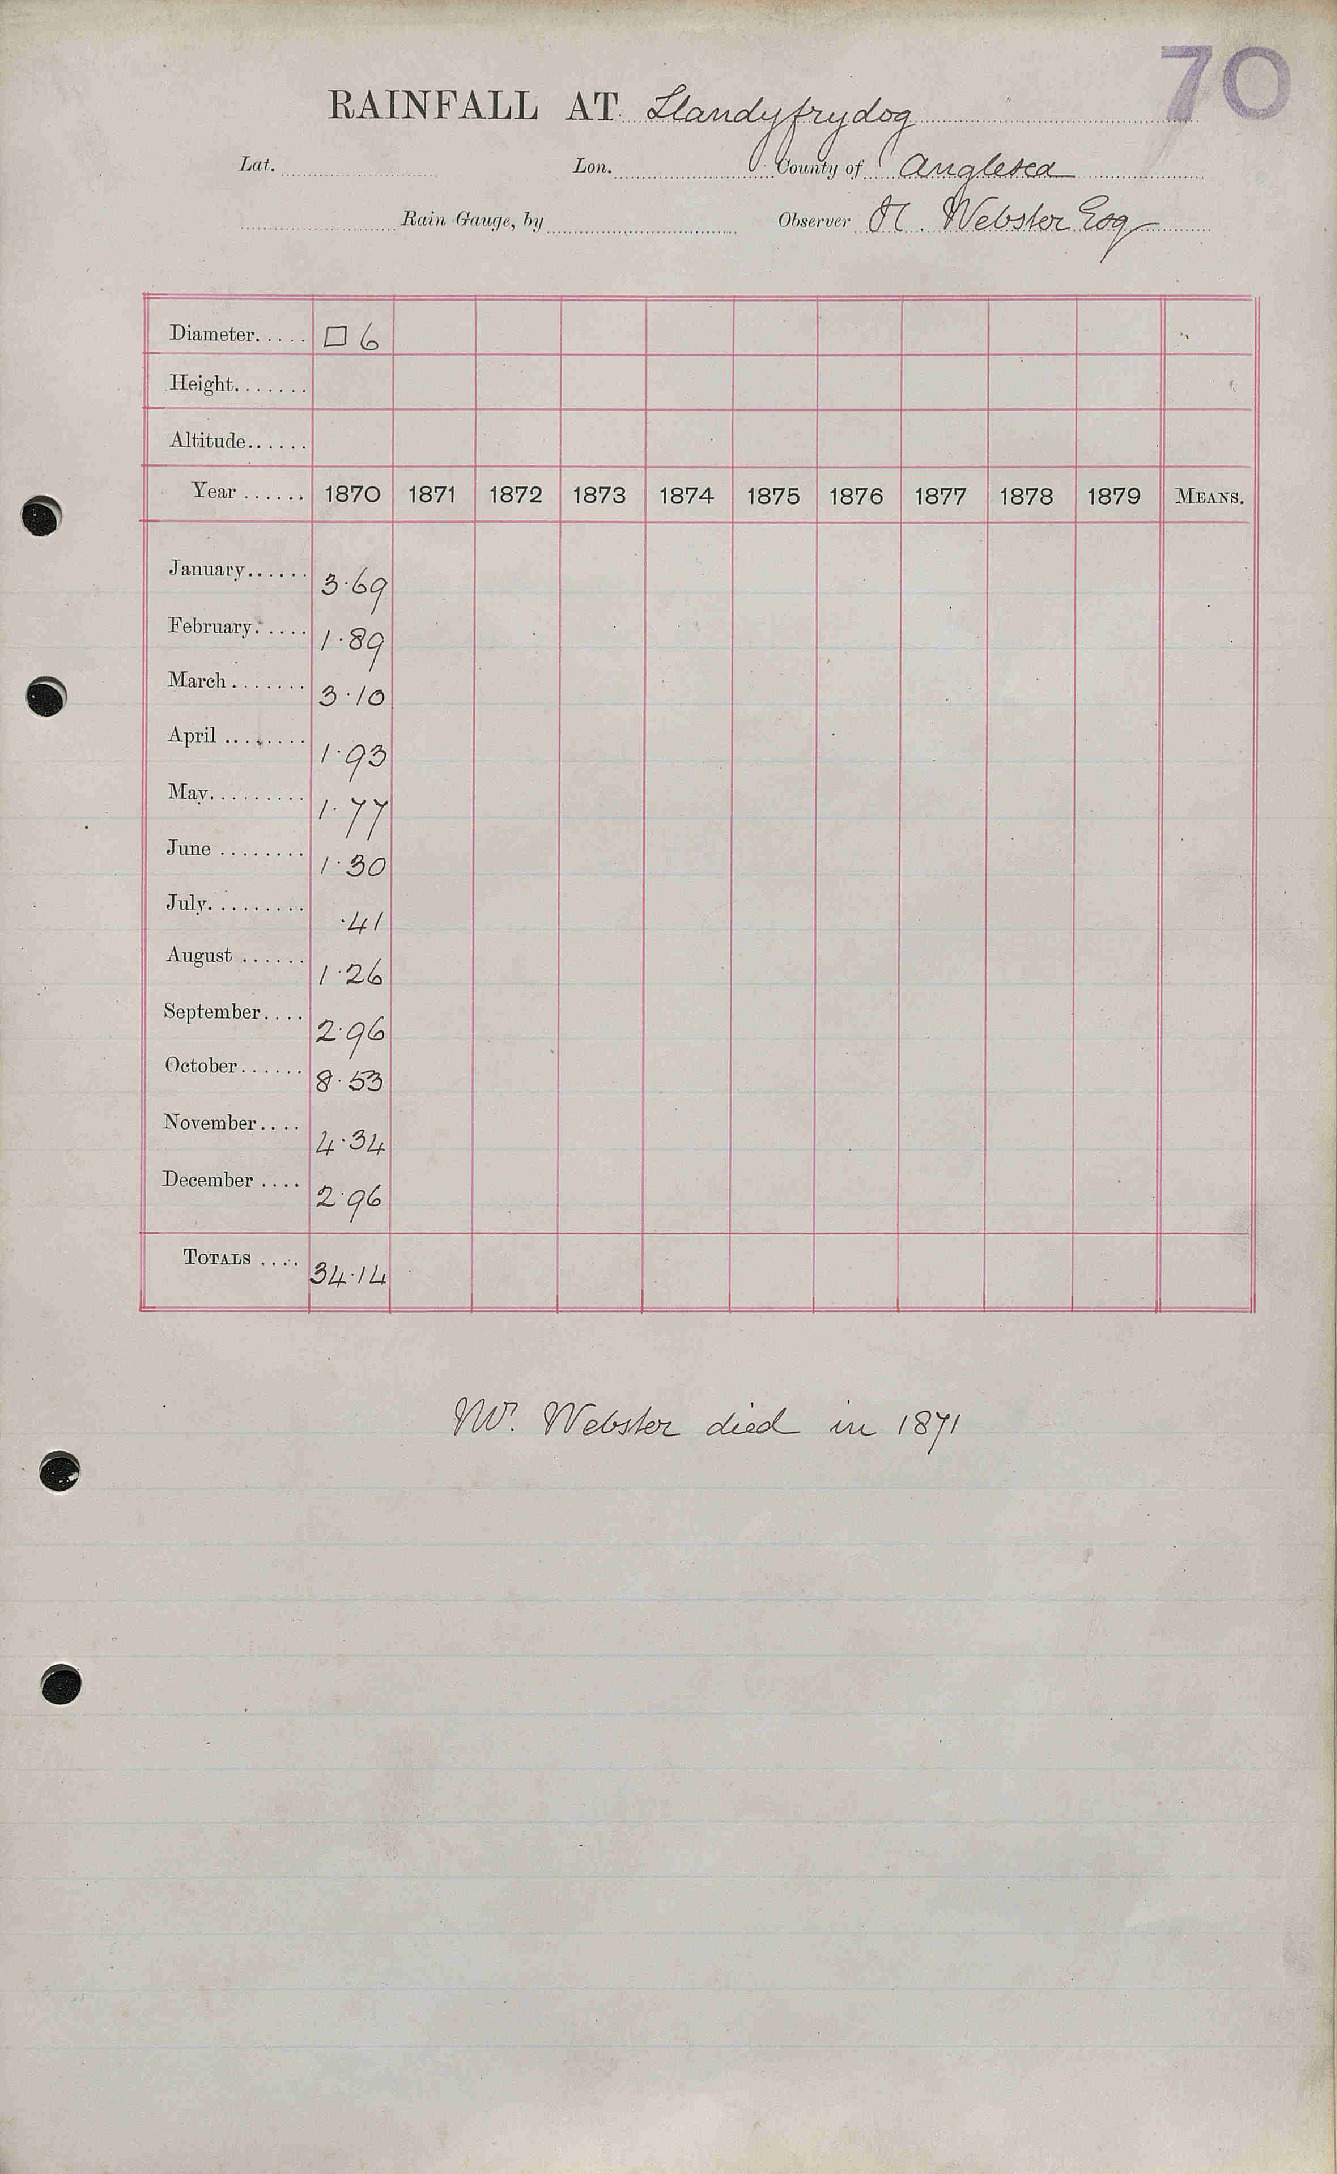 70
RAINFALL AT Llandyfrydog
Lat. Lon. County of Anglesea
Rain Gauge, by Observer H. Webster Esq
Diameter..... □ 6
Height.......
Altitude......
Year ...... 1870 1871 1872 1873 1874 1875 1876 1877 1878 1879 MEANS.
January...... 3.69
February...... 1.89
March ....... 3.10
April ........ 1.93
May......... 1.77
June ........ 1.30
July......... .41
August ...... 1.26
September.... 2.96
October...... 8.53
November.... 4.34
December .... 2.96
TOTALS .... 34.14
Mr. Webster died in 1871